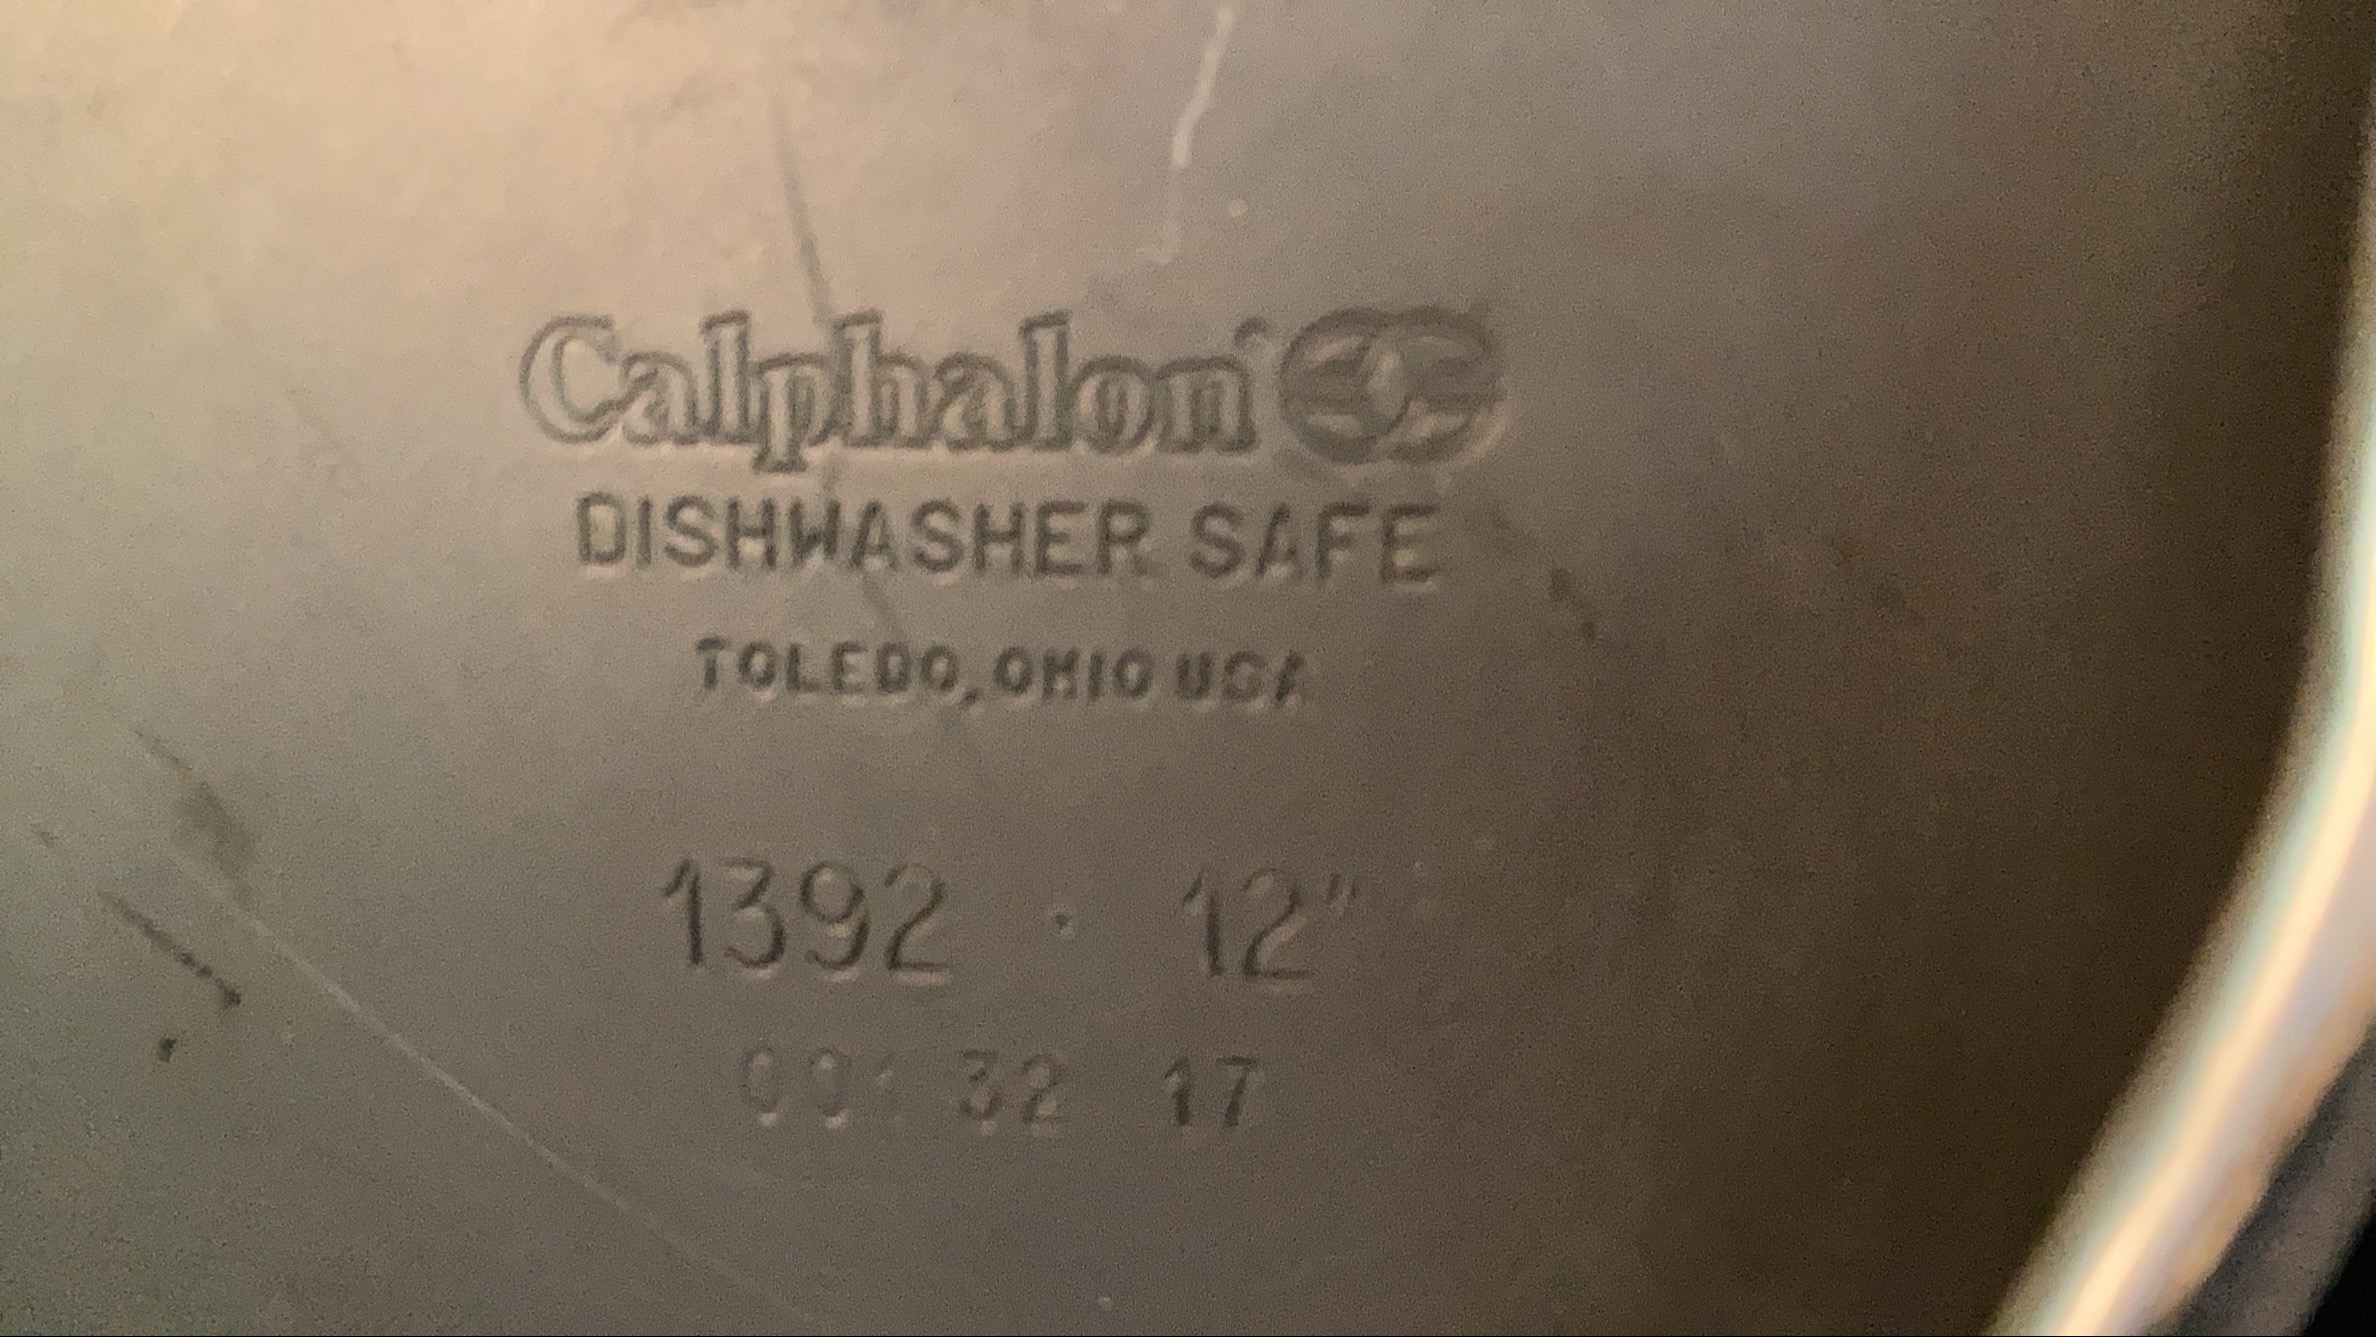 Calphalon
DISHWASHER SAFE
TOLEDO, OHIO USA
1392 · 12"
32 17